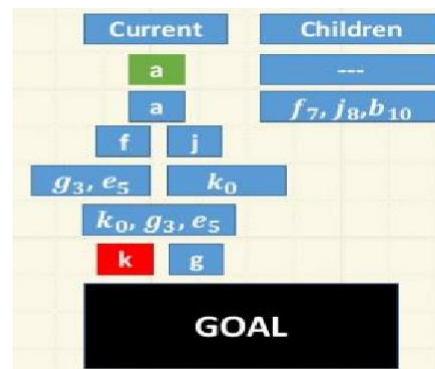 Current Children
a ---
a f₇, j₈, b₁₀
f j
g₃, e₅ k₀
k₀, g₃, e₅
k g
GOAL